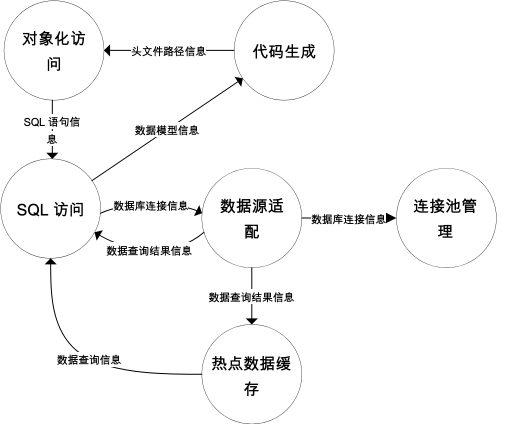 对象化访
问
头文件路径信息
代码生成
SQL 语句信
息
数据模型信息
SQL 访问
数据库连接信息
数据查询结果信息
数据源适
配
数据库连接信息
连接池管
理
数据查询结果信息
数据查询信息
热点数据缓
存